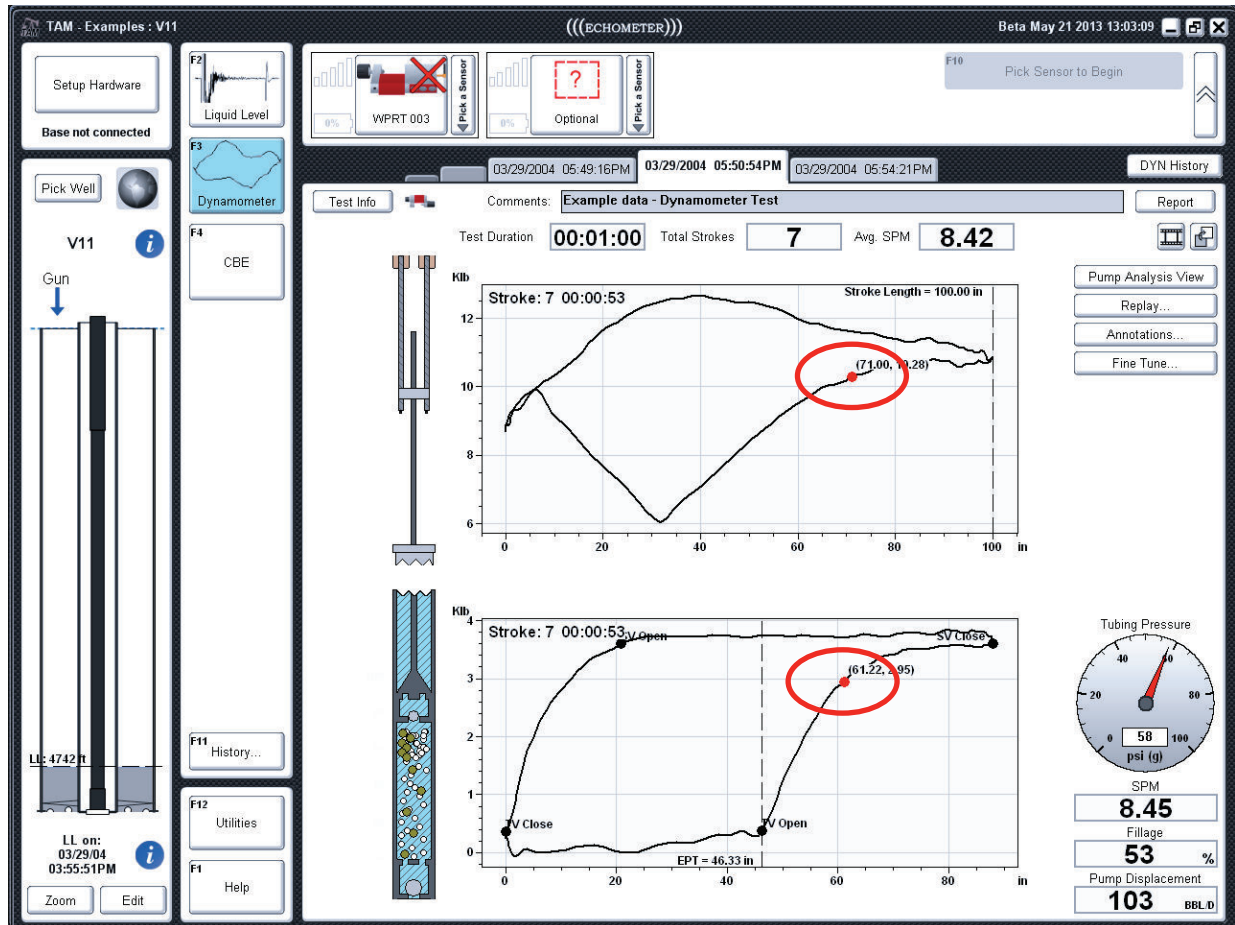 TAM - Examples : V11
(((ECHOMETER)))
Beta May 21 2013 13:03:09
Setup Hardware
Base not connected
F2
Liquid Level
0%
WPRT 003
Pick a Sensor
0%
?
Optional
Pick a Sensor
F10
Pick Sensor to Begin
F3
Dynamometer
03/29/2004 05:49:16PM
03/29/2004 05:50:54PM
03/29/2004 05:54:21PM
DYN History
Pick Well
Test Info
Comments:
Example data - Dynamometer Test
Report
V11
i
F4
CBE
Test Duration
00:01:00
Total Strokes
7
Avg. SPM
8.42
Gun
Klb
Stroke: 7 00:00:53
Stroke Length = 100.00 in
Pump Analysis View
Replay...
Annotations...
Fine Tune...
12
10
8
6
(71.00, 10.28)
0
20
40
60
80
100
in
Klb
Stroke: 7 00:00:53
4
3
2
1
0
SV Close
(61.22, 2.95)
TV Close
TV Open
EPT = 46.33 in
0
20
40
60
80
in
Tubing Pressure
0
20
40
60
80
100
58
psi (g)
SPM
8.45
Fillage
53
%
Pump Displacement
103
BBL/D
LL: 4742 ft
F11
History...
F12
Utilities
F1
Help
LL on:
03/29/04
03:55:51PM
i
Zoom
Edit